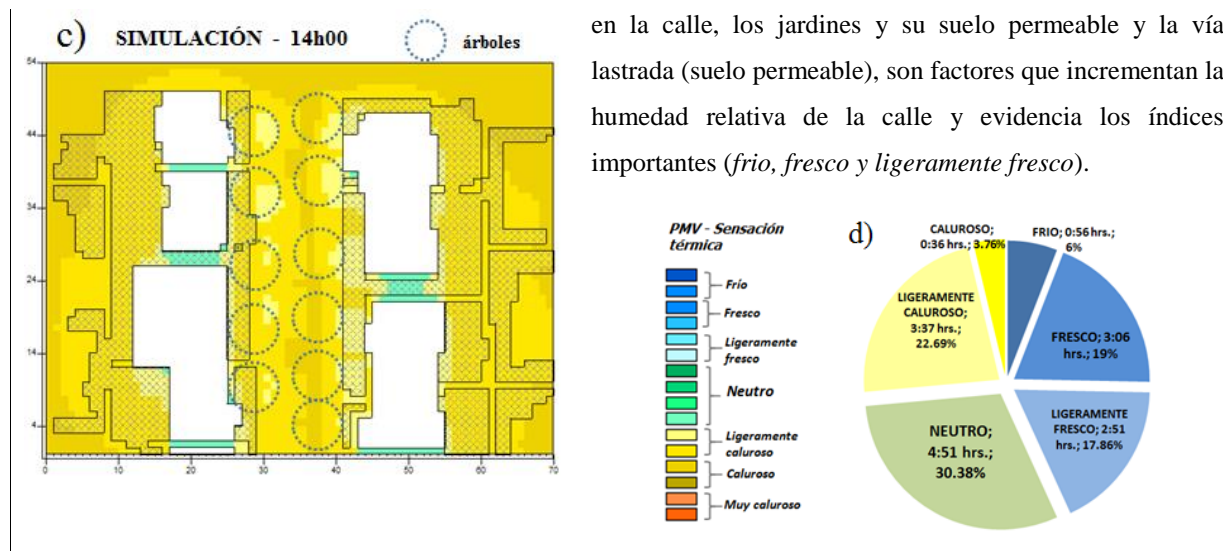 c) SIMULACIÓN - 14h00 árboles
54
44
34
24
14
4
0 10 20 30 40 50 60 70
en la calle, los jardines y su suelo permeable y la vía
lastrada (suelo permeable), son factores que incrementan la
humedad relativa de la calle y evidencia los índices
importantes (frio, fresco y ligeramente fresco).
PMV - Sensación
térmica
Frío
Fresco
Ligeramente
fresco
Neutro
Ligeramente
caluroso
Caluroso
Muy caluroso
d)
CALUROSO;
0:36 hrs.; 3.76%
FRIO; 0:56 hrs.;
6%
LIGERAMENTE
CALUROSO;
3:37 hrs.;
22.69%
FRESCO; 3:06
hrs.; 19%
LIGERAMENTE
FRESCO; 2:51
hrs.; 17.86%
NEUTRO;
4:51 hrs.;
30.38%